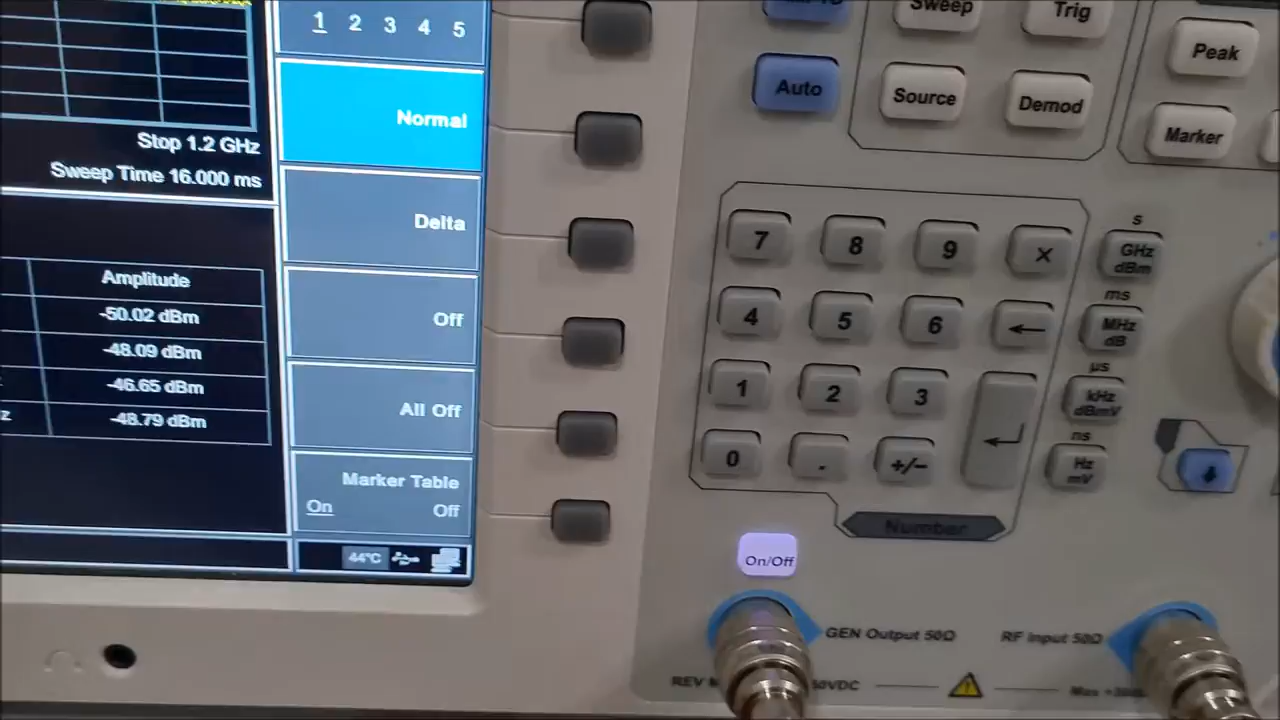 1 2 3 4 5
Normal
Stop 1.2 GHz
Sweep Time 16.000 ms
Delta
Amplitude
-50.02 dBm
Off
-48.09 dBm
-46.65 dBm
All Off
z
-48.79 dBm
Marker Table
On Off
44°C
Sweep
Trig
Auto
Source
Demod
Peak
Marker
7 8 9 ×
s
GHz
dBm
4 5 6 ←
ms
MHz
dB
1 2 3
µs
kHz
dBmV
0 . +/-
ns
Hz
mV
Number
On/Off
GEN Output 50Ω
RF Input 50Ω
REV
50VDC
Max